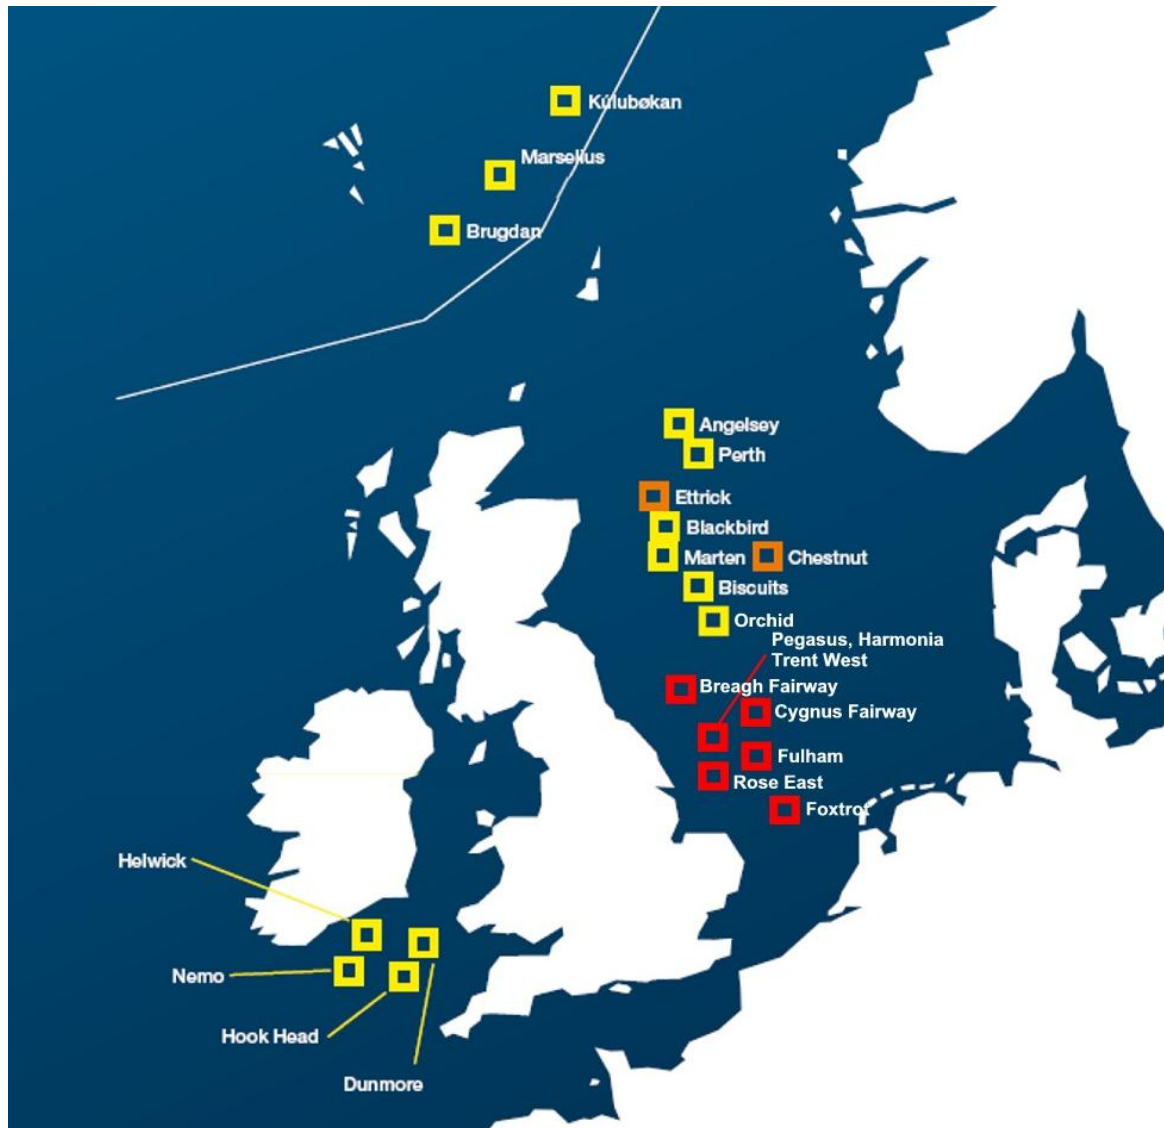 Kúlubøkan
Marselius
Brugdan
Angelsey
Perth
Ettrick
Blackbird
Marten
Chestnut
Biscuits
Orchid
Pegasus, Harmonia
Trent West
Breagh Fairway
Cygnus Fairway
Fulham
Rose East
Foxtrot
Helwick
Nemo
Hook Head
Dunmore